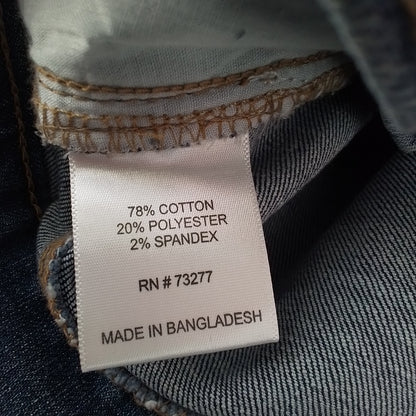 78% COTTON
20% POLYESTER
2% SPANDEX
RN # 73277
MADE IN BANGLADESH